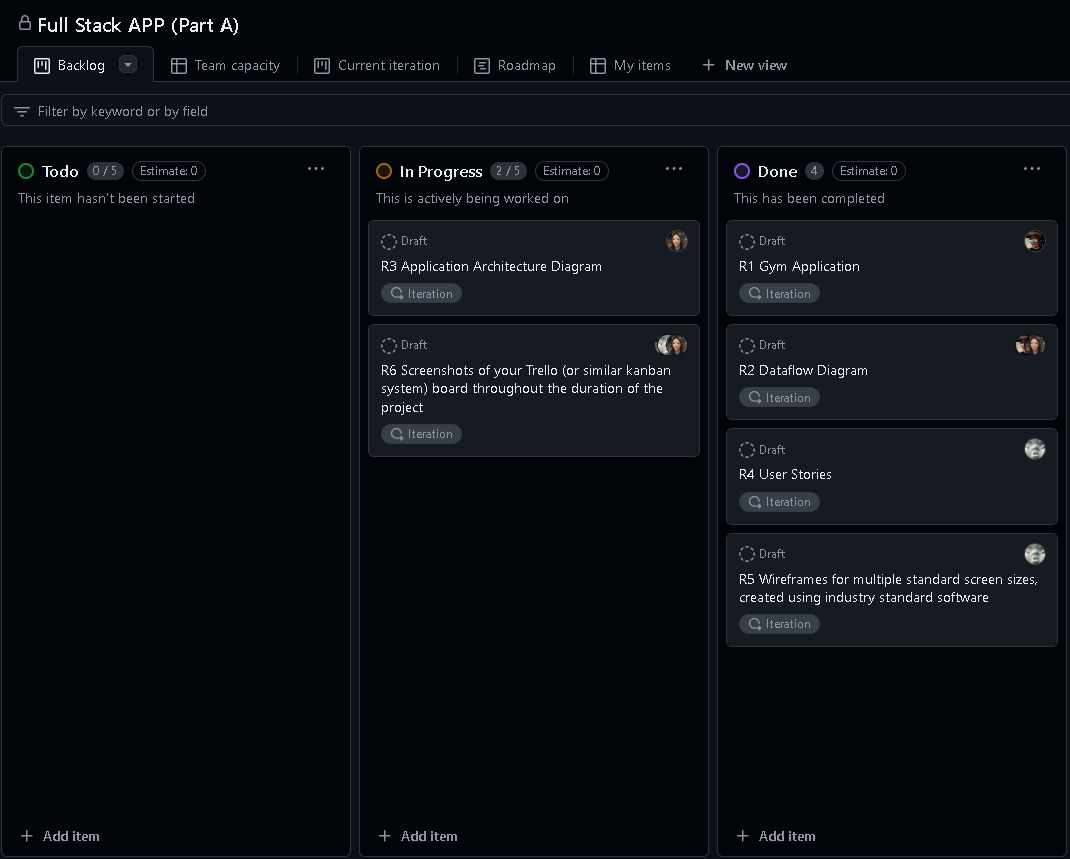 Full Stack APP (Part A)
Backlog
Team capacity
Current iteration
Roadmap
My items
New view
Filter by keyword or by field
Todo 0 / 5 Estimate: 0
This item hasn't been started
Add item
In Progress 2 / 5 Estimate: 0
This is actively being worked on
Draft
R3 Application Architecture Diagram
Iteration
Draft
R6 Screenshots of your Trello (or similar kanban
system) board throughout the duration of the
project
Iteration
Add item
Done 4 Estimate: 0
This has been completed
Draft
R1 Gym Application
Iteration
Draft
R2 Dataflow Diagram
Iteration
Draft
R4 User Stories
Iteration
Draft
R5 Wireframes for multiple standard screen sizes,
created using industry standard software
Iteration
Add item